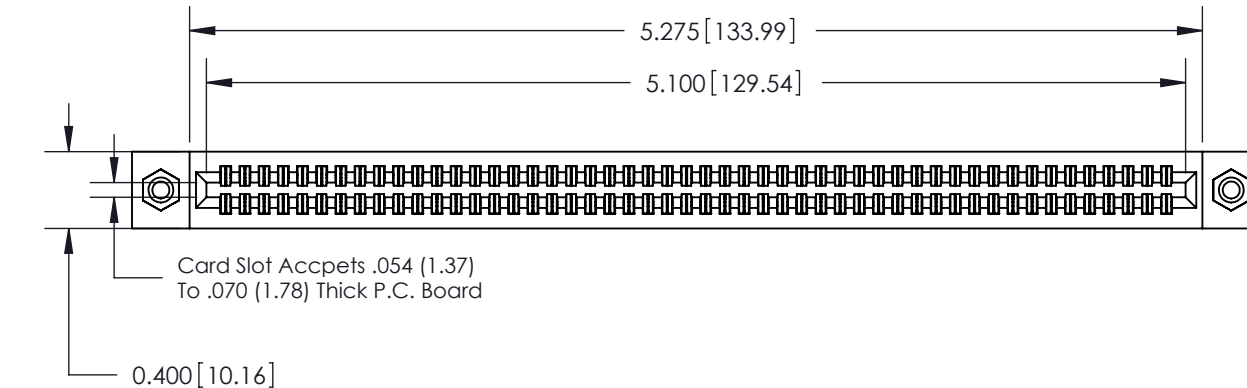 5.275[133.99]
5.100[129.54]
Card Slot Accpets .054 (1.37)
To .070 (1.78) Thick P.C. Board
0.400[10.16]